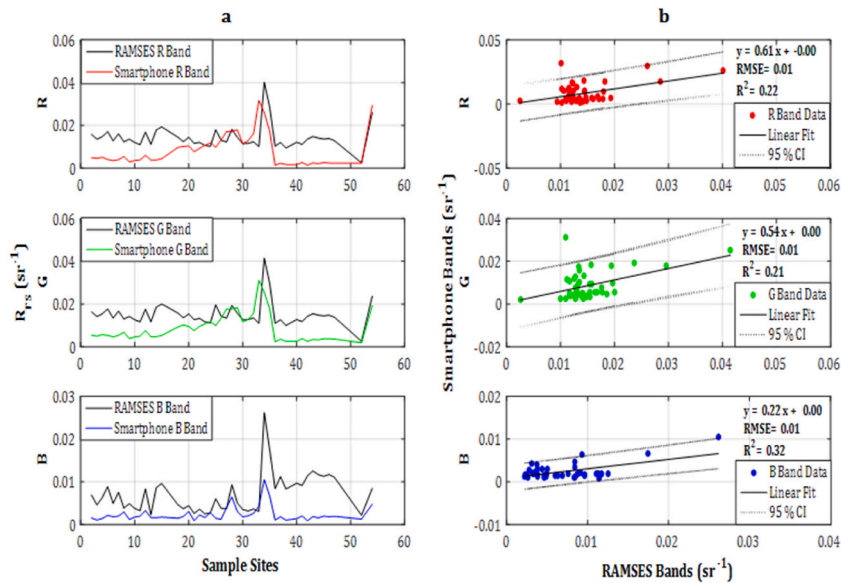 a
b
0.06
0.04
0.02
0
R
RAMSES R Band
Smartphone R Band
0 10 20 30 40 50 60
0.06
0.04
0.02
0
R_rs (sr^-1)
G
RAMSES G Band
Smartphone G Band
0 10 20 30 40 50 60
0.03
0.02
0.01
0
B
RAMSES B Band
Smartphone B Band
0 10 20 30 40 50 60
Sample Sites
0.05
0
-0.05
R
y = 0.61 x + -0.00
RMSE= 0.01
R^2 = 0.22
R Band Data
Linear Fit
95 % CI
0 0.01 0.02 0.03 0.04 0.05 0.06
Smartphone Bands (sr^-1)
0.04
0.02
0
-0.02
G
y = 0.54 x + 0.00
RMSE= 0.01
R^2 = 0.21
G Band Data
Linear Fit
95 % CI
0 0.01 0.02 0.03 0.04 0.05 0.06
0.02
0.01
0
-0.01
B
y = 0.22 x + 0.00
RMSE= 0.01
R^2 = 0.32
B Band Data
Linear Fit
95 % CI
0 0.01 0.02 0.03 0.04
RAMSES Bands (sr^-1)